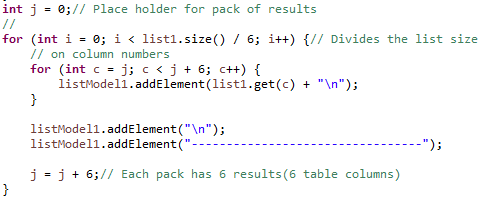 int j = 0;// Place holder for pack of results
//
for (int i = 0; i < list1.size() / 6; i++) {// Divides the list size
// on column numbers
for (int c = j; c < j + 6; c++) {
listModel1.addElement(list1.get(c) + "\n");
}
listModel1.addElement("\n");
listModel1.addElement("---------------------------------");
j = j + 6;// Each pack has 6 results(6 table columns)
}